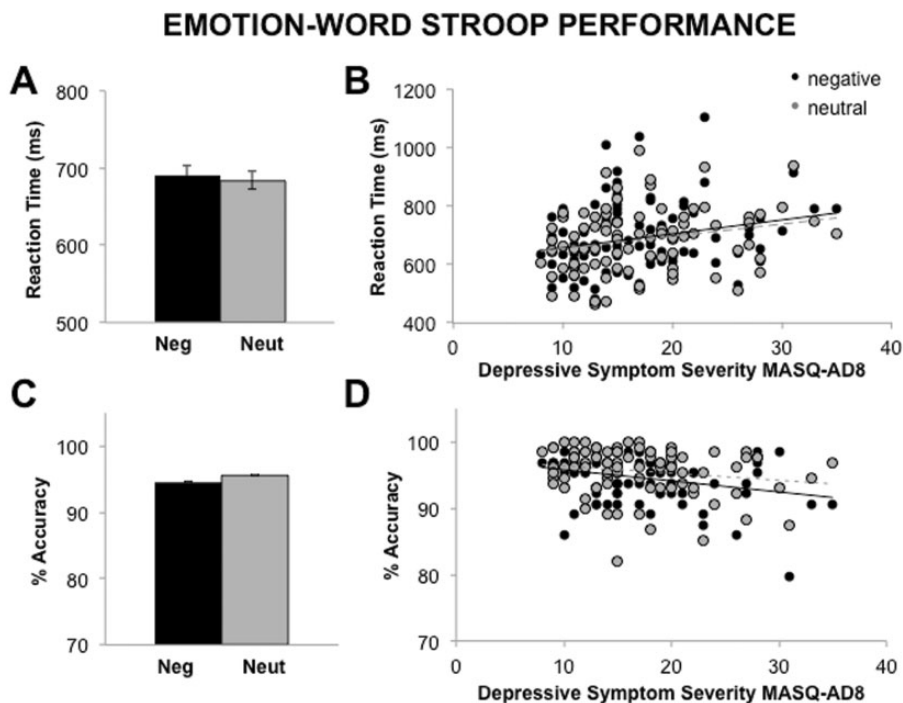 EMOTION-WORD STROOP PERFORMANCE
A
800
700
600
500
Reaction Time (ms)
Neg Neut
B
1200
1000
800
600
400
Reaction Time (ms)
negative
neutral
0 10 20 30 40
Depressive Symptom Severity MASQ-AD8
C
100
90
80
70
% Accuracy
Neg Neut
D
100
90
80
70
% Accuracy
0 10 20 30 40
Depressive Symptom Severity MASQ-AD8